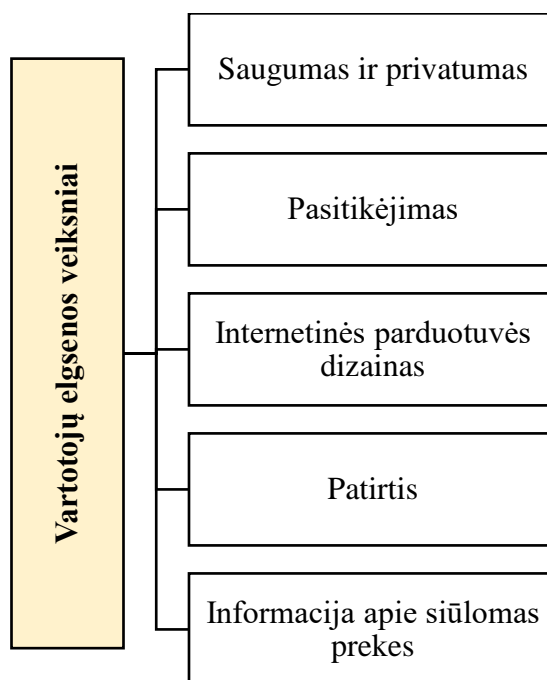 Vartotojų elgsenos veiksniai
Saugumas ir privatumas
Pasitikėjimas
Internetinės parduotuvės
dizainas
Patirtis
Informacija apie siūlomas
prekes